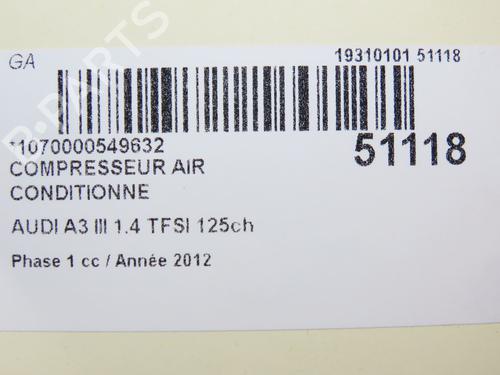 GA
19310101 51118
*1070000549632
51118
COMPRESSEUR AIR
CONDITIONNE
AUDI A3 III 1.4 TFSI 125ch
Phase 1 cc / Année 2012
B-PARTS